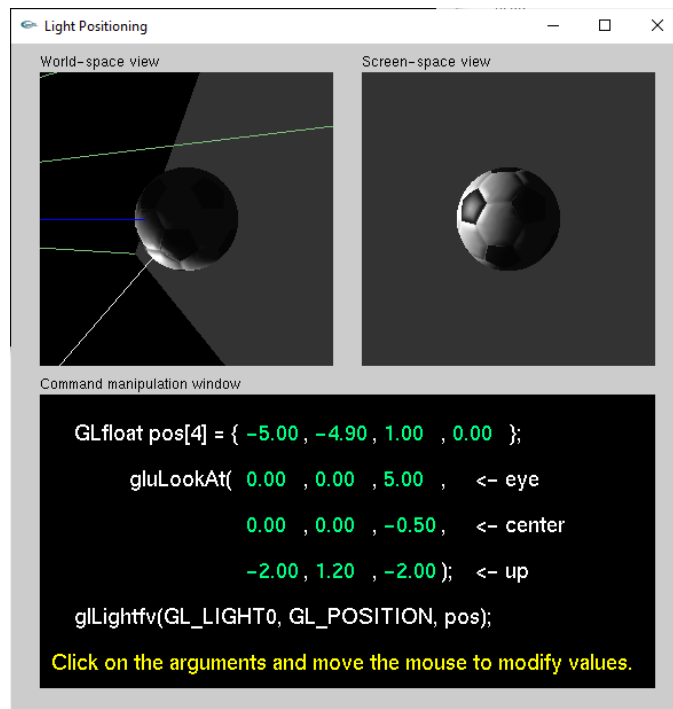 Light Positioning
World-space view
Screen-space view
Command manipulation window
GLfloat pos[4] = { -5.00 , -4.90 , 1.00 , 0.00 };
gluLookAt( 0.00 , 0.00 , 5.00 , <- eye
0.00 , 0.00 , -0.50 , <- center
-2.00 , 1.20 , -2.00 ); <- up
glLightfv(GL_LIGHT0, GL_POSITION, pos);
Click on the arguments and move the mouse to modify values.